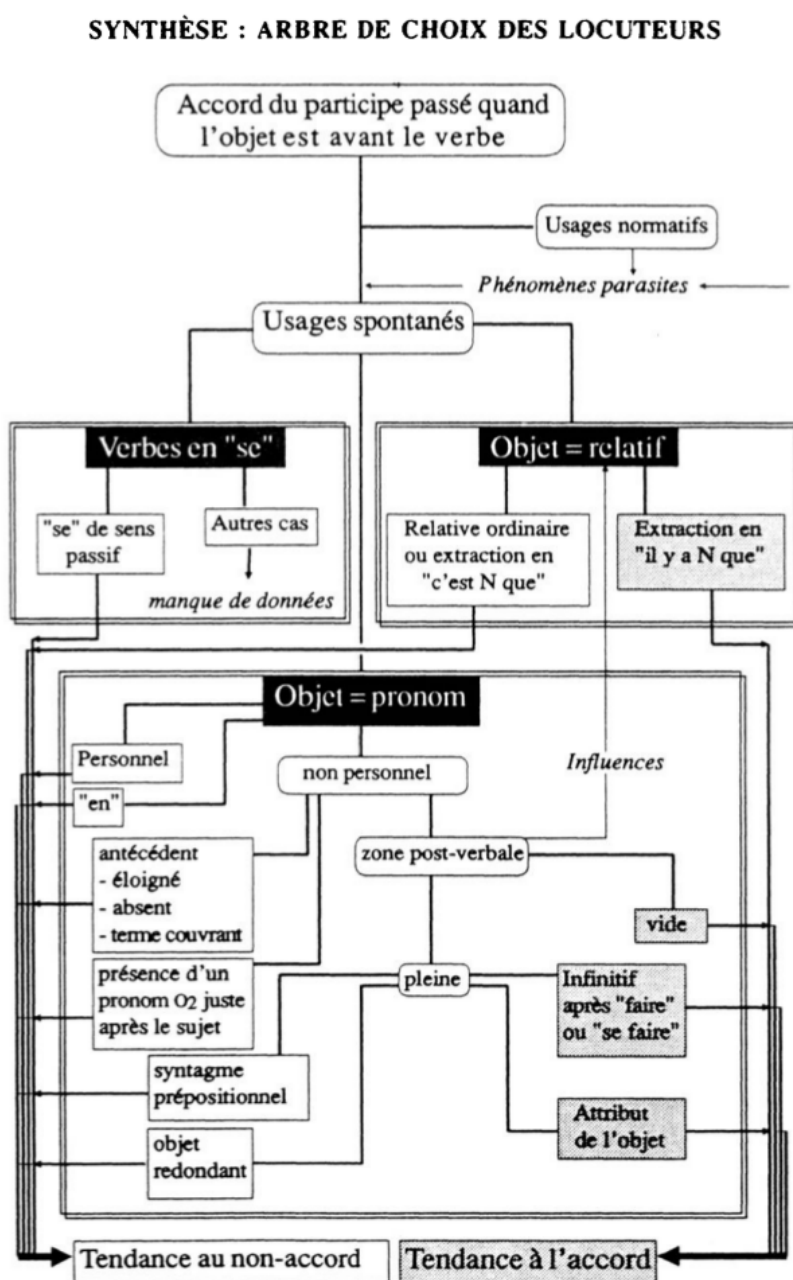 SYNTHÈSE : ARBRE DE CHOIX DES LOCUTEURS
Accord du participe passé quand
l'objet est avant le verbe
Usages normatifs
Phénomènes parasites
Usages spontanés
Verbes en "se"
"se" de sens
passif
Autres cas
manque de données
Objet = relatif
Relative ordinaire
ou extraction en
"c'est N que"
Extraction en
"il y a N que"
Objet = pronom
Personnel
"en"
non personnel
Influences
antécédent
- éloigné
- absent
- terme couvrant
zone post-verbale
vide
présence d'un
pronom O2 juste
après le sujet
pleine
Infinitif
après "faire"
ou "se faire"
syntagme
prépositionnel
Attribut
de l'objet
objet
redondant
Tendance au non-accord
Tendance à l'accord